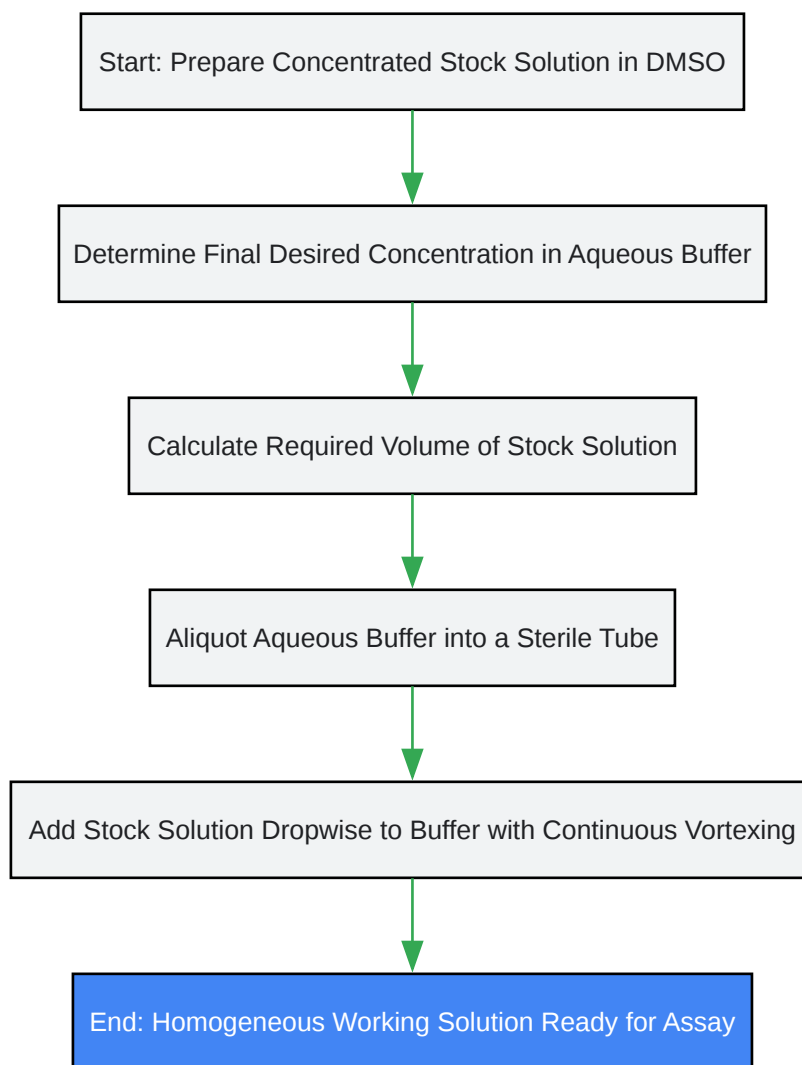 Start: Prepare Concentrated Stock Solution in DMSO
Determine Final Desired Concentration in Aqueous Buffer
Calculate Required Volume of Stock Solution
Aliquot Aqueous Buffer into a Sterile Tube
Add Stock Solution Dropwise to Buffer with Continuous Vortexing
End: Homogeneous Working Solution Ready for Assay